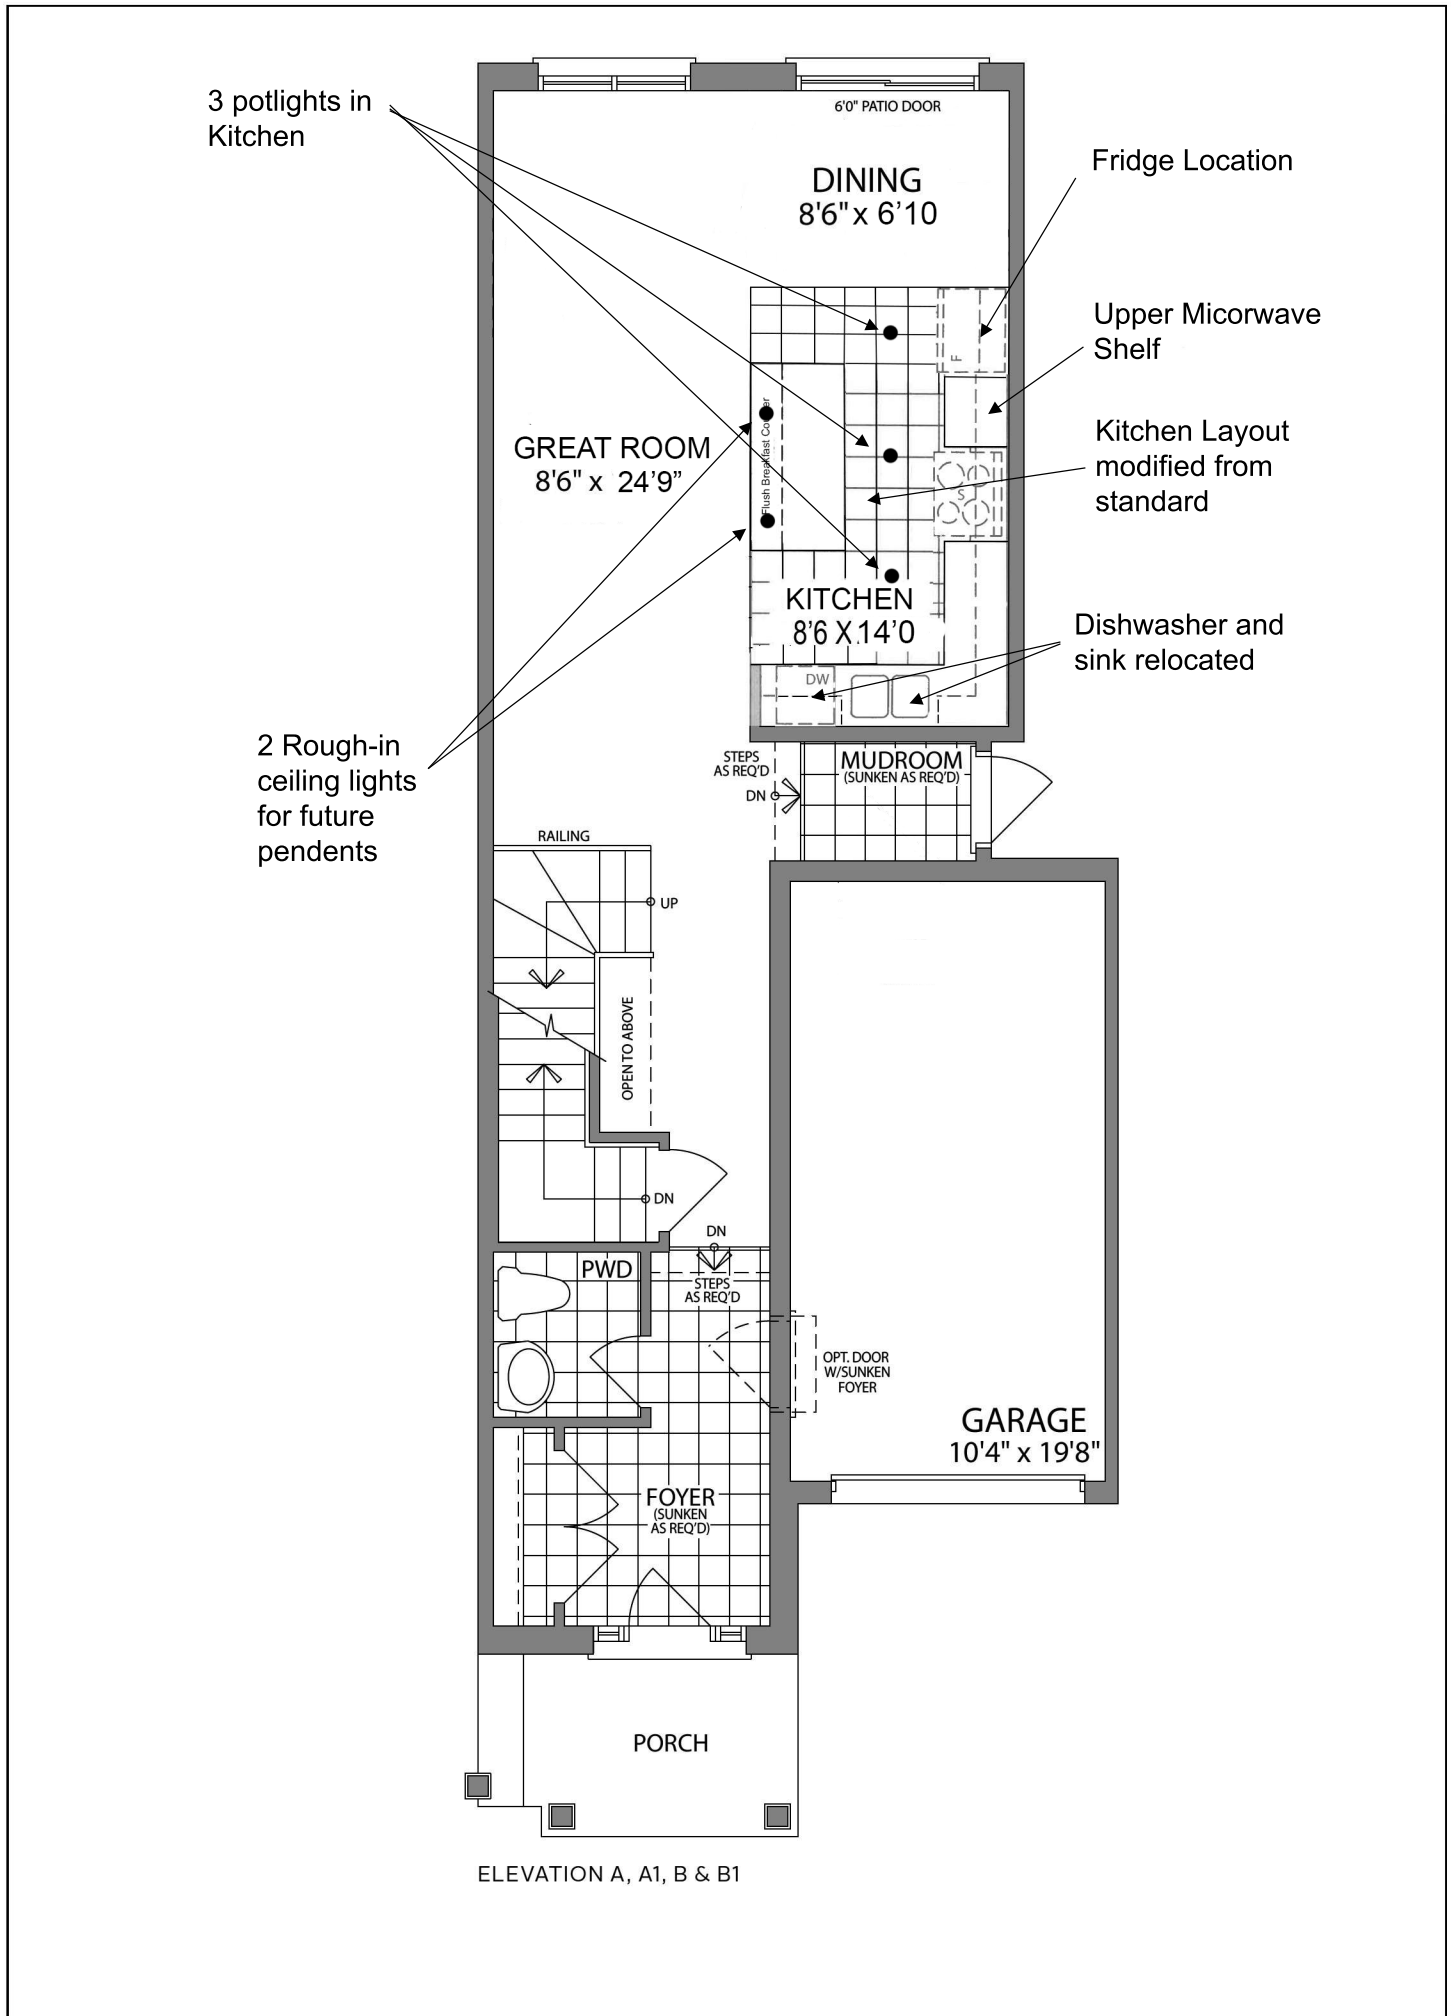 3 potlights in
Kitchen
6'0" PATIO DOOR
DINING
8'6" x 6’10
Fridge Location
F
Upper Micorwave
Shelf
Flush Breakfast Counter
GREAT ROOM
8'6" x 24’9”
Kitchen Layout
modified from
standard
S
KITCHEN
8’6 X 14’0
Dishwasher and
sink relocated
DW
2 Rough-in
ceiling lights
for future
pendents
STEPS
AS REQ'D
DN
MUDROOM
(SUNKEN AS REQ'D)
RAILING
UP
OPEN TO ABOVE
DN
DN
STEPS
AS REQ'D
PWD
OPT. DOOR
W/SUNKEN
FOYER
GARAGE
10'4" x 19'8"
FOYER
(SUNKEN
AS REQ'D)
PORCH
ELEVATION A, A1, B & B1